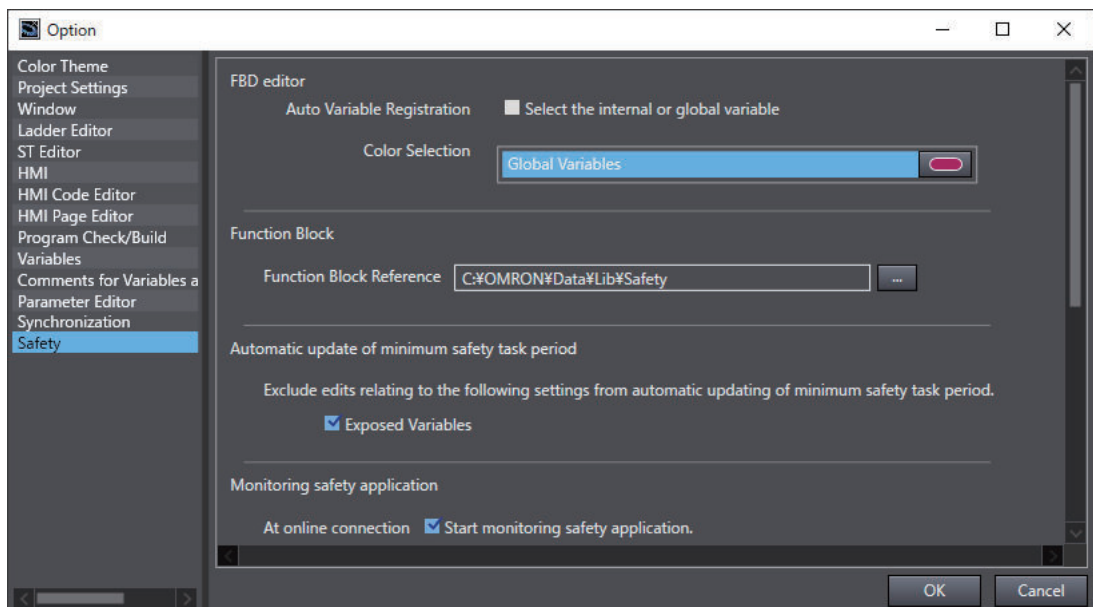 Option
Color Theme
Project Settings
Window
Ladder Editor
ST Editor
HMI
HMI Code Editor
HMI Page Editor
Program Check/Build
Variables
Comments for Variables a
Parameter Editor
Synchronization
Safety
FBD editor
Auto Variable Registration Select the internal or global variable
Color Selection
Global Variables
Function Block
Function Block Reference C:¥OMRON¥Data¥Lib¥Safety ...
Automatic update of minimum safety task period
Exclude edits relating to the following settings from automatic updating of minimum safety task period.
Exposed Variables
Monitoring safety application
At online connection Start monitoring safety application.
OK Cancel